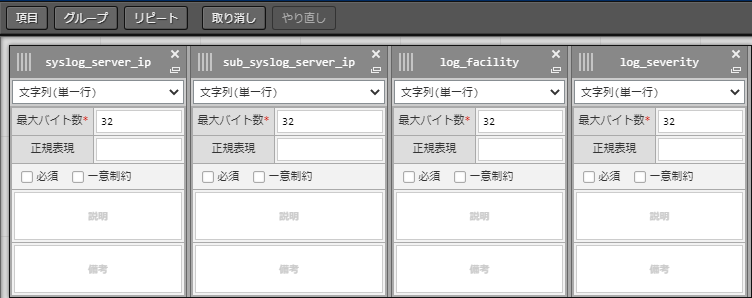 項目 グループ リピート 取り消し やり直し
syslog_server_ip sub_syslog_server_ip log_facility log_severity
文字列(単一行) 文字列(単一行) 文字列(単一行) 文字列(単一行)
最大バイト数* 32 最大バイト数* 32 最大バイト数* 32 最大バイト数* 32
正規表現 正規表現 正規表現 正規表現
必須 一意制約 必須 一意制約 必須 一意制約 必須 一意制約
説明 説明 説明 説明
備考 備考 備考 備考